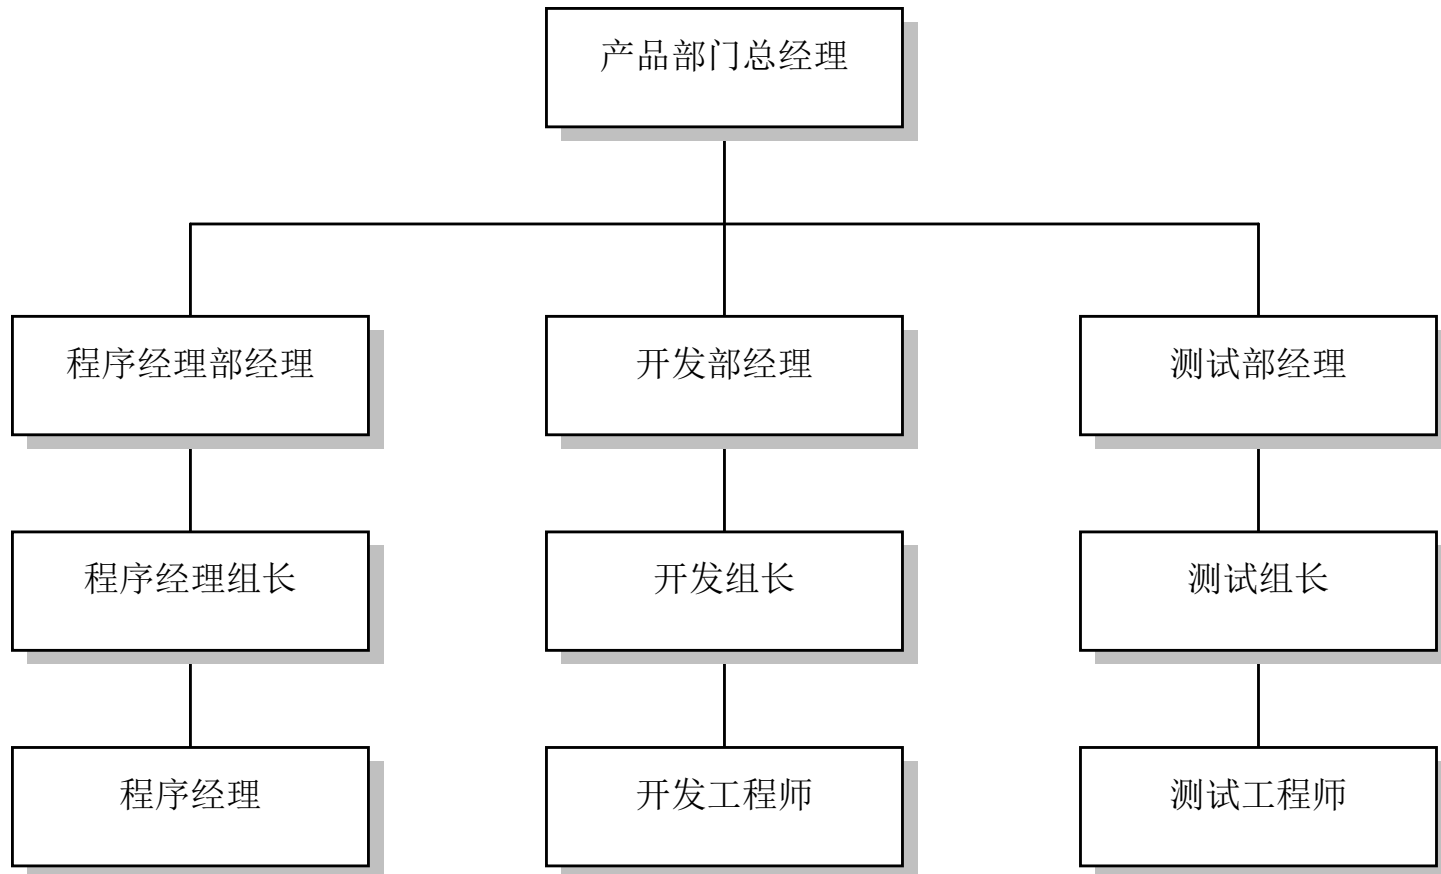 产品部门总经理
程序经理部经理
开发部经理
测试部经理
程序经理组长
开发组长
测试组长
程序经理
开发工程师
测试工程师